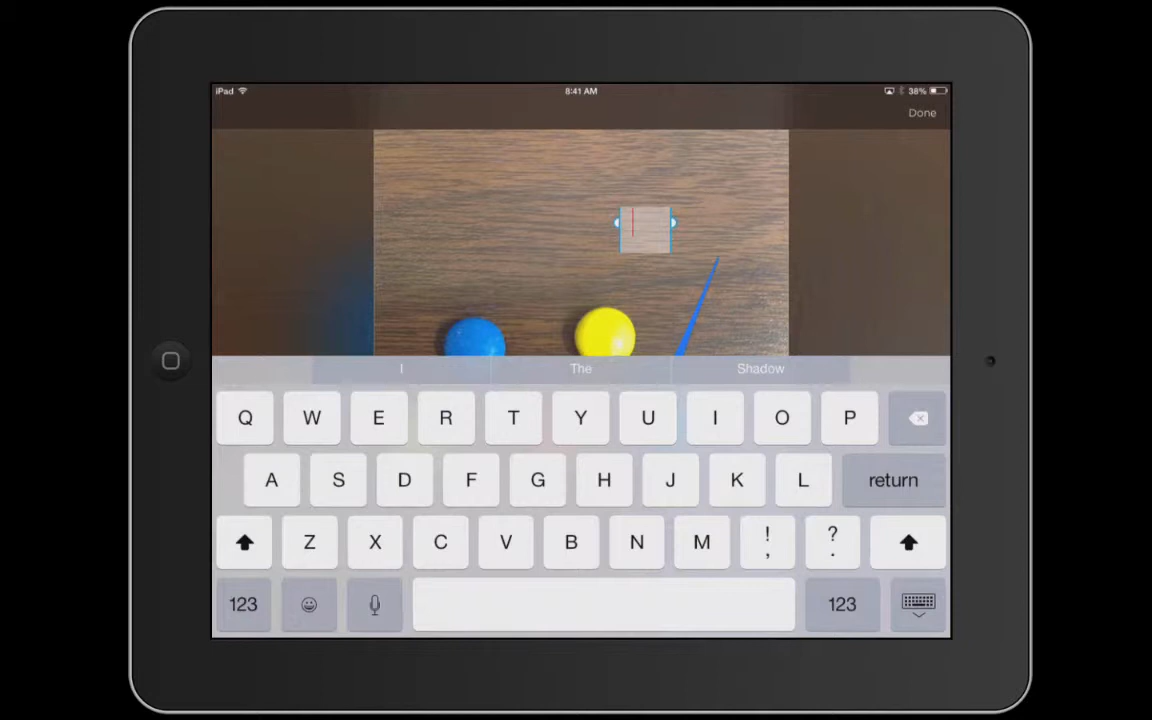 iPad 8:41 AM 38%
Done
I The Shadow
Q W E R T Y U I O P
A S D F G H J K L return
Z X C V B N M ! , ? .
123 123